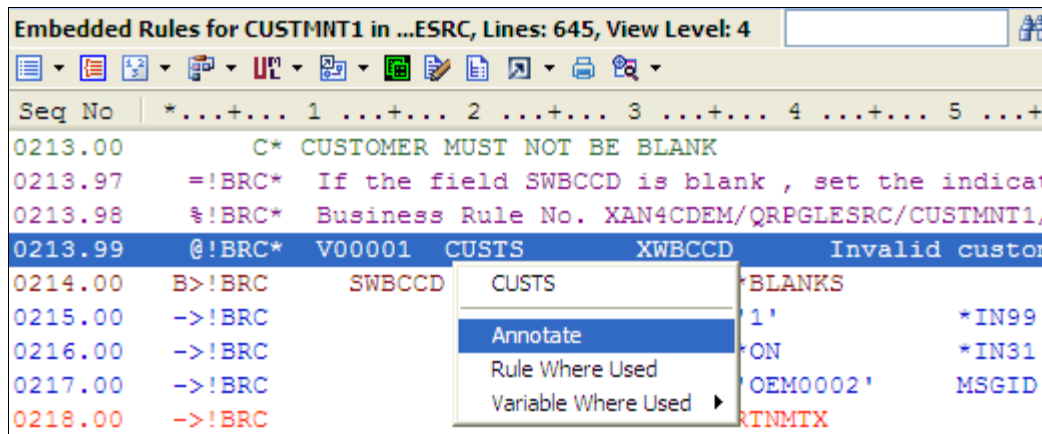 Embedded Rules for CUSTMNT1 in ...ESRC, Lines: 645, View Level: 4
Seq No *...+... 1 ...+... 2 ...+... 3 ...+... 4 ...+... 5 ...+
0213.00 C* CUSTOMER MUST NOT BE BLANK
0213.97 =!BRC* If the field SWBCCD is blank , set the indicat
0213.98 %!BRC* Business Rule No. XAN4CDEM/QRPGLESRC/CUSTMNT1,
0213.99 @!BRC* V00001 CUSTS XWBCCD Invalid custom
0214.00 B>!BRC SWBCCD *BLANKS
0215.00 ->!BRC '1' *IN99
0216.00 ->!BRC *ON *IN31
0217.00 ->!BRC 'OEM0002' MSGID
0218.00 ->!BRC RTNMTX
CUSTS
Annotate
Rule Where Used
Variable Where Used